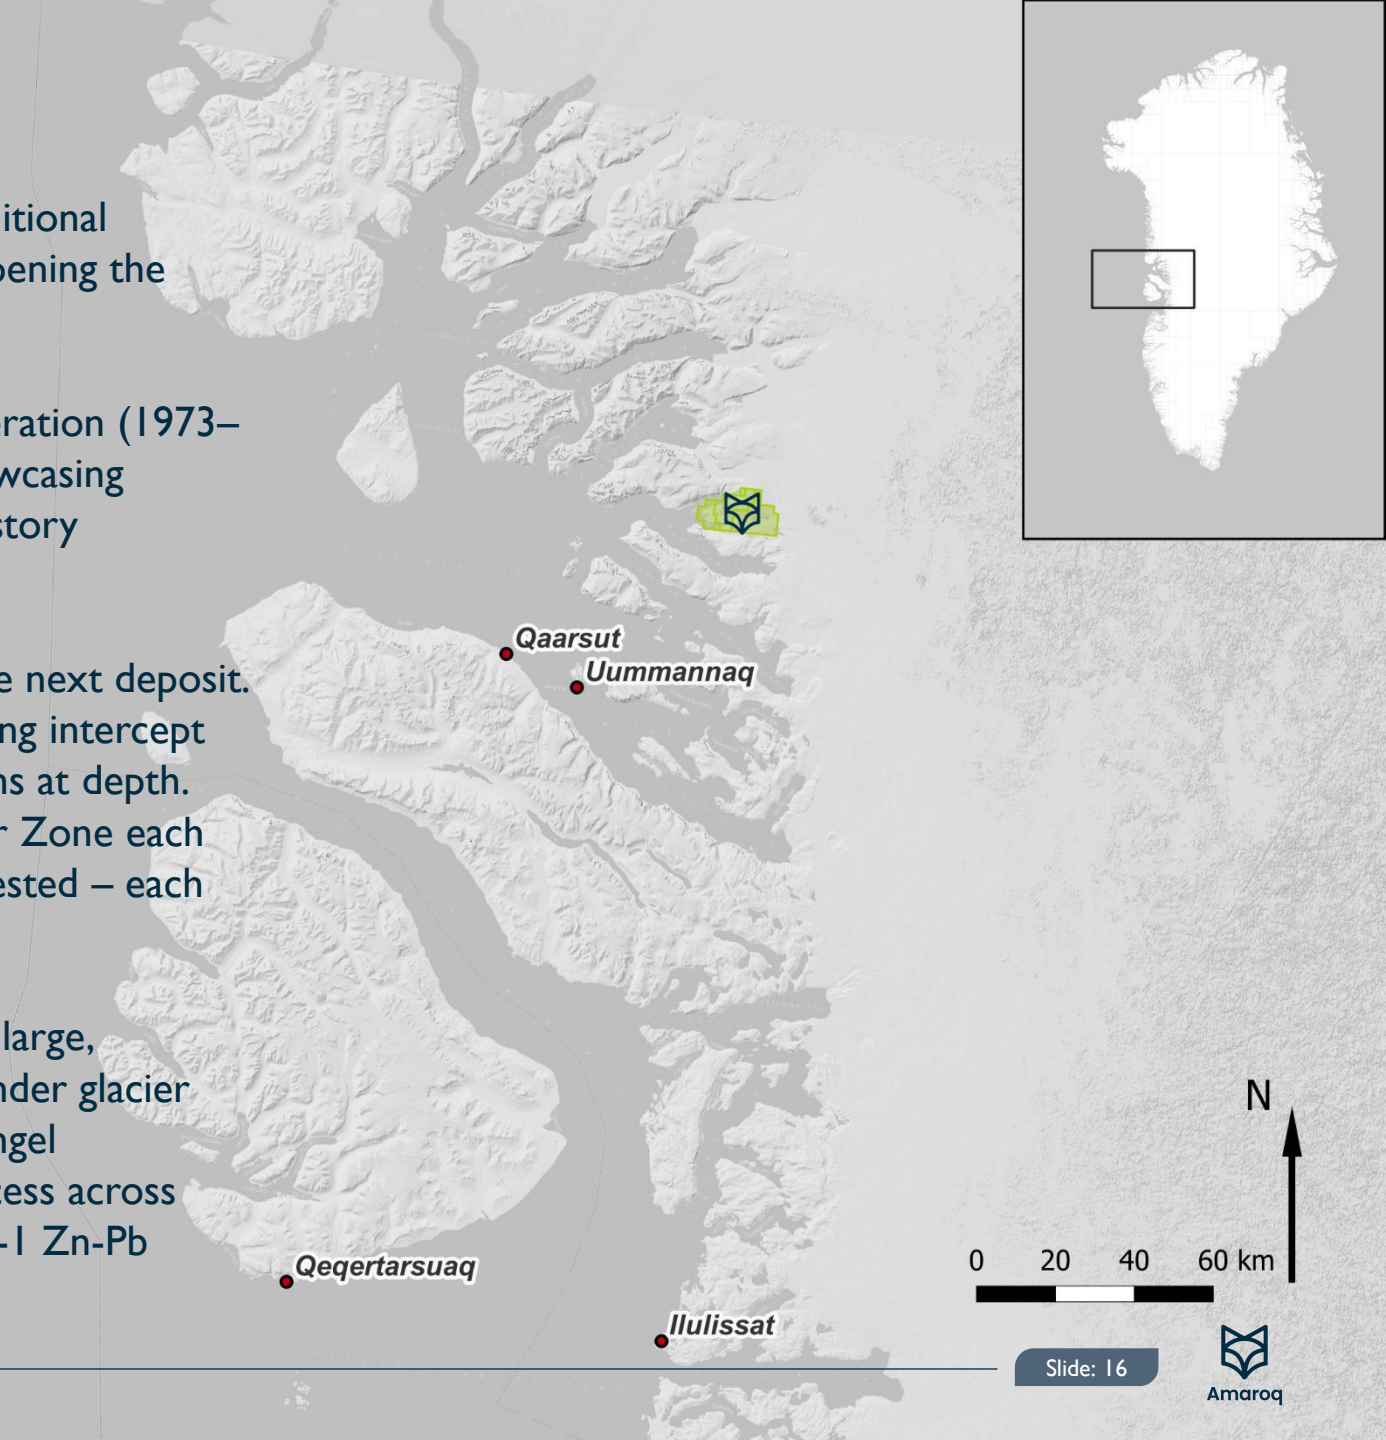 itional
pening the
eration (1973–
wcasing
story
e next deposit.
ng intercept
ns at depth.
r Zone each
ested – each
large,
nder glacier
ngel
cess across
-1 Zn-Pb
Qaarsut
Uummannaq
Qeqertarsuaq
Ilulissat
N
0 20 40 60 km
Slide: 16
Amaroq